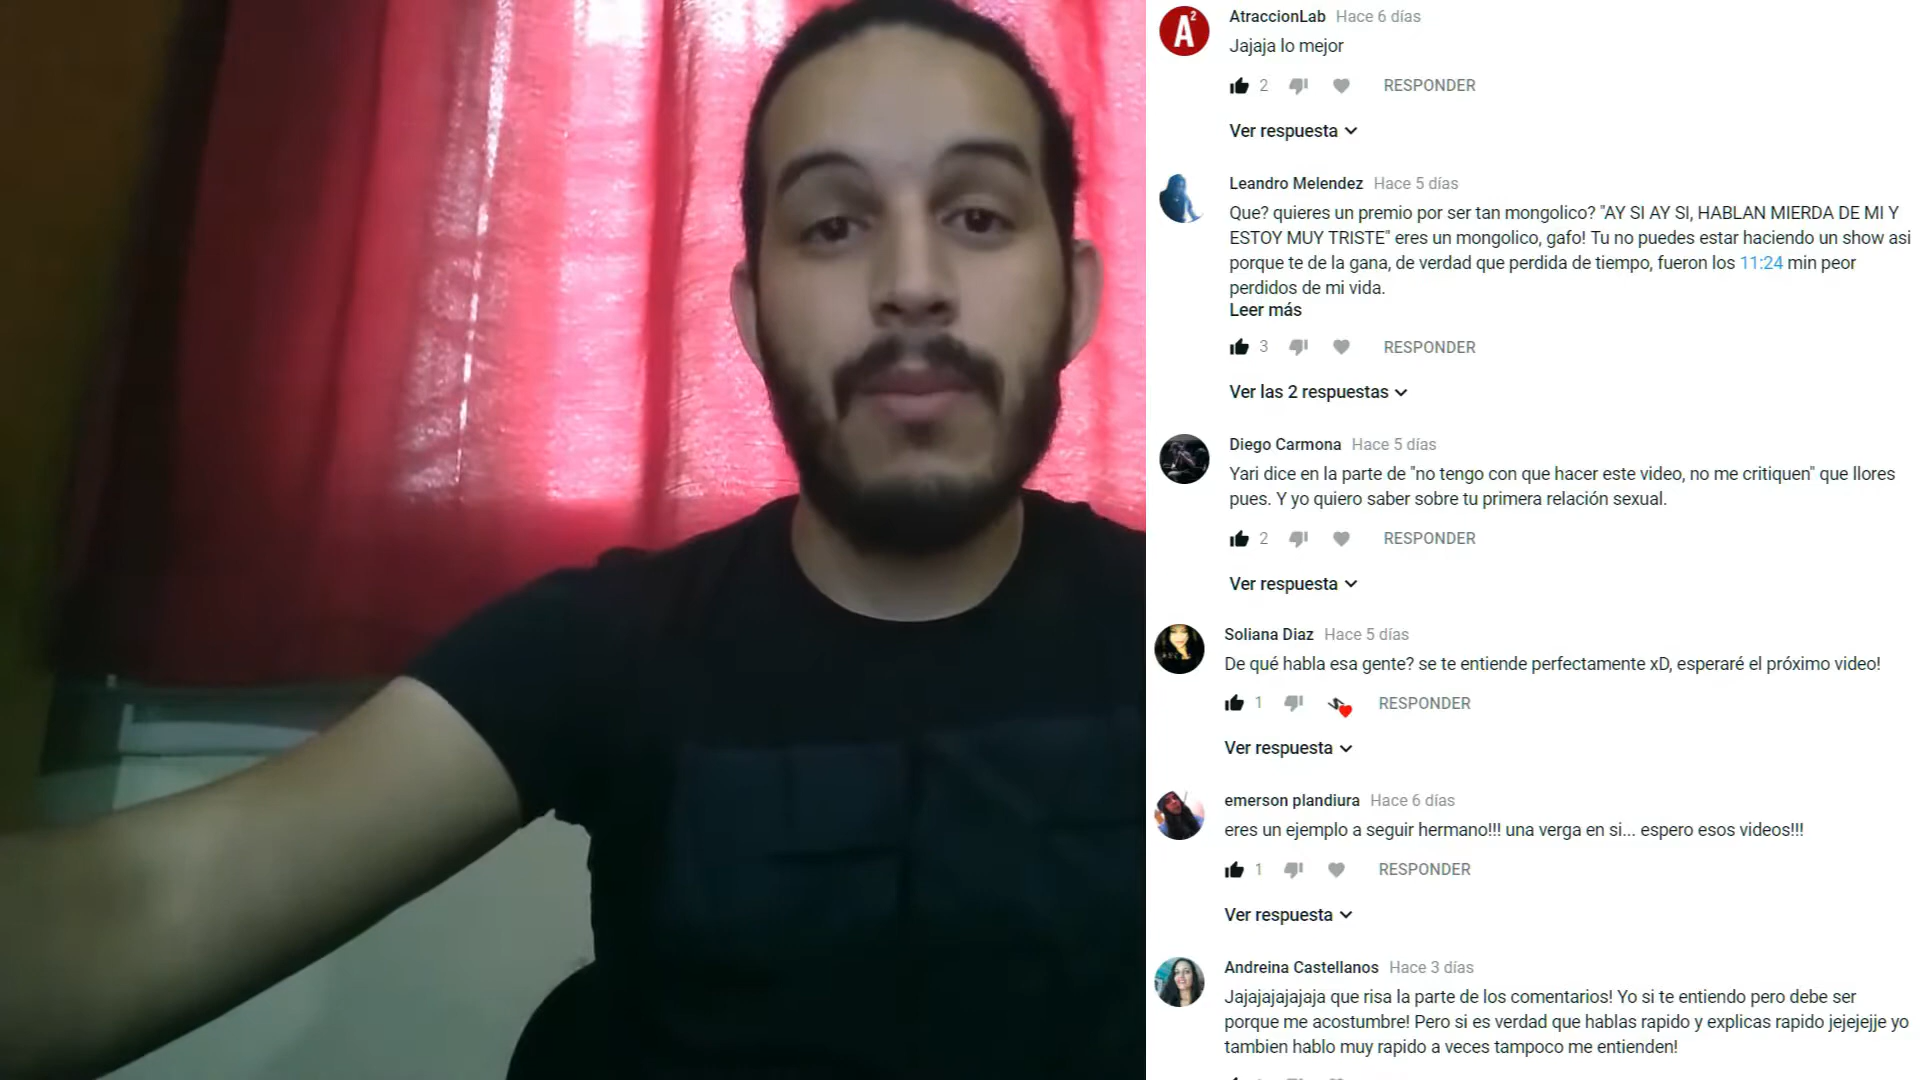 A²
AtraccionLab Hace 6 días
Jajaja lo mejor
2 RESPONDER
Ver respuesta
Leandro Melendez Hace 5 días
Que? quieres un premio por ser tan mongolico? "AY SI AY SI, HABLAN MIERDA DE MI Y
ESTOY MUY TRISTE" eres un mongolico, gafo! Tu no puedes estar haciendo un show asi
porque te de la gana, de verdad que perdida de tiempo, fueron los 11:24 min peor
perdidos de mi vida.
Leer más
3 RESPONDER
Ver las 2 respuestas
Diego Carmona Hace 5 días
Yari dice en la parte de "no tengo con que hacer este video, no me critiquen" que llores
pues. Y yo quiero saber sobre tu primera relación sexual.
2 RESPONDER
Ver respuesta
Soliana Diaz Hace 5 días
De qué habla esa gente? se te entiende perfectamente xD, esperaré el próximo video!
1 RESPONDER
Ver respuesta
emerson plandiura Hace 6 días
eres un ejemplo a seguir hermano!!! una verga en si... espero esos videos!!!
1 RESPONDER
Ver respuesta
Andreina Castellanos Hace 3 días
Jajajajajajaja que risa la parte de los comentarios! Yo si te entiendo pero debe ser
porque me acostumbre! Pero si es verdad que hablas rapido y explicas rapido jejejejje yo
tambien hablo muy rapido a veces tampoco me entienden!